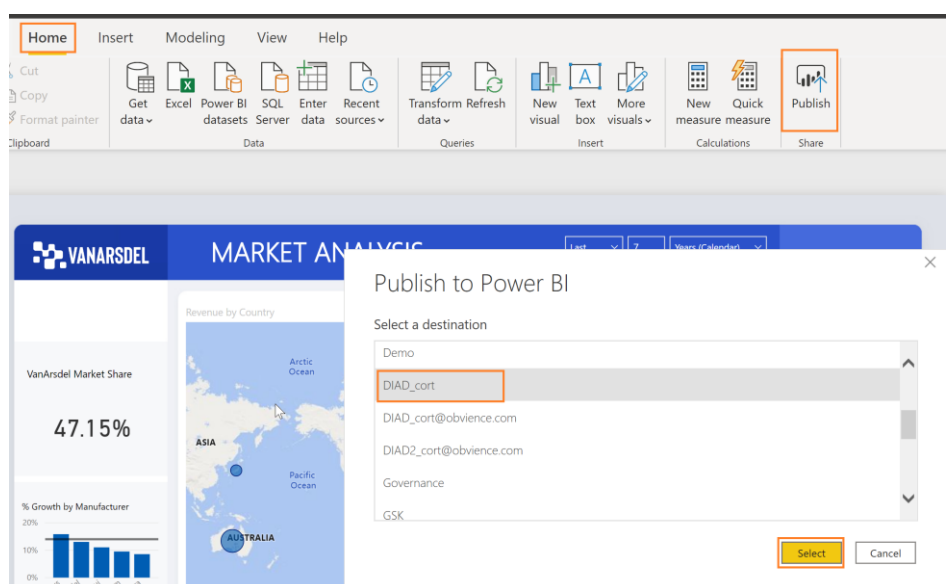 Home Insert Modeling View Help
Cut
Copy
Format painter
Clipboard
Get data
Excel
Power BI datasets
SQL Server
Enter data
Recent sources
Data
Transform data
Refresh
Queries
New visual
Text box
More visuals
Insert
New measure
Quick measure
Calculations
Publish
Share
VANARSDEL
MARKET
Last 7 Years (Calendar)
Revenue by Country
Arctic
Ocean
ASIA
Pacific
Ocean
AUSTRALIA
VanArsdel Market Share
47.15%
% Growth by Manufacturer
20%
10%
0%
Publish to Power BI
Select a destination
Demo
DIAD_cort
DIAD_cort@obvience.com
DIAD2_cort@obvience.com
Governance
GSK
Select Cancel